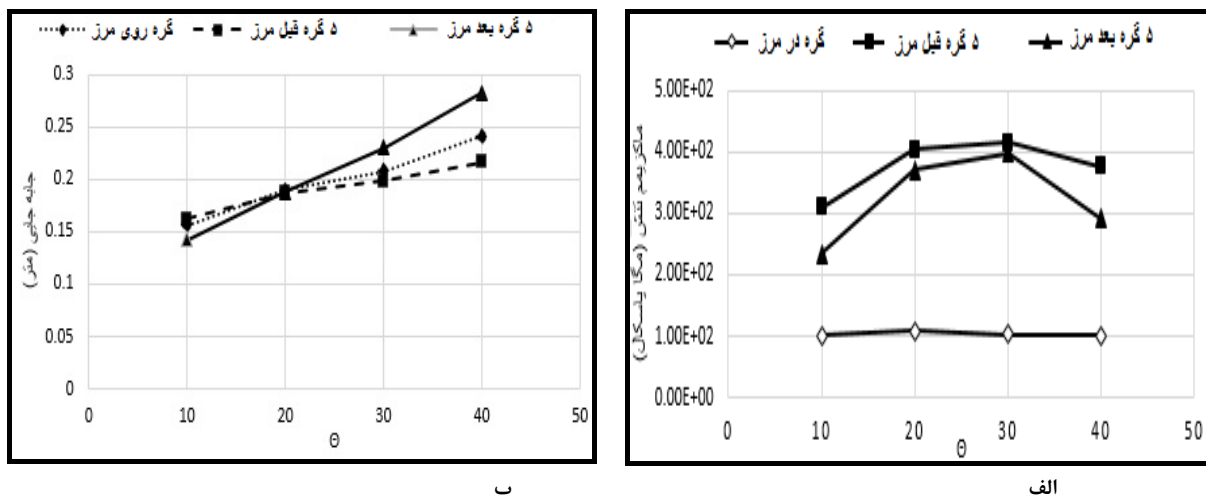 گره در مرز ۵ گره قبل مرز ۵ گره بعد مرز
ماکزیمم تنش (مگا پاسکال)
5.00E+02
4.00E+02
3.00E+02
2.00E+02
1.00E+02
0.00E+00
0 10 20 30 40 50
Θ
الف
گره روی مرز ۵ گره قبل مرز ۵ گره بعد مرز
جابه جایی (متر)
0.3
0.25
0.2
0.15
0.1
0.05
0
0 10 20 30 40 50
Θ
ب